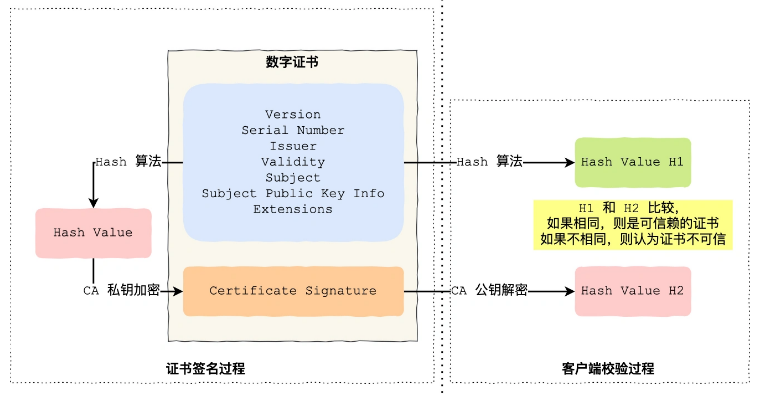 数字证书
Version
Serial Number
Issuer
Validity
Subject
Subject Public Key Info
Extensions
Hash 算法
Hash Value
CA 私钥加密
Certificate Signature
证书签名过程
Hash 算法
Hash Value H1
H1 和 H2 比较，
如果相同，则是可信赖的证书
如果不相同，则认为证书不可信
CA 公钥解密
Hash Value H2
客户端校验过程